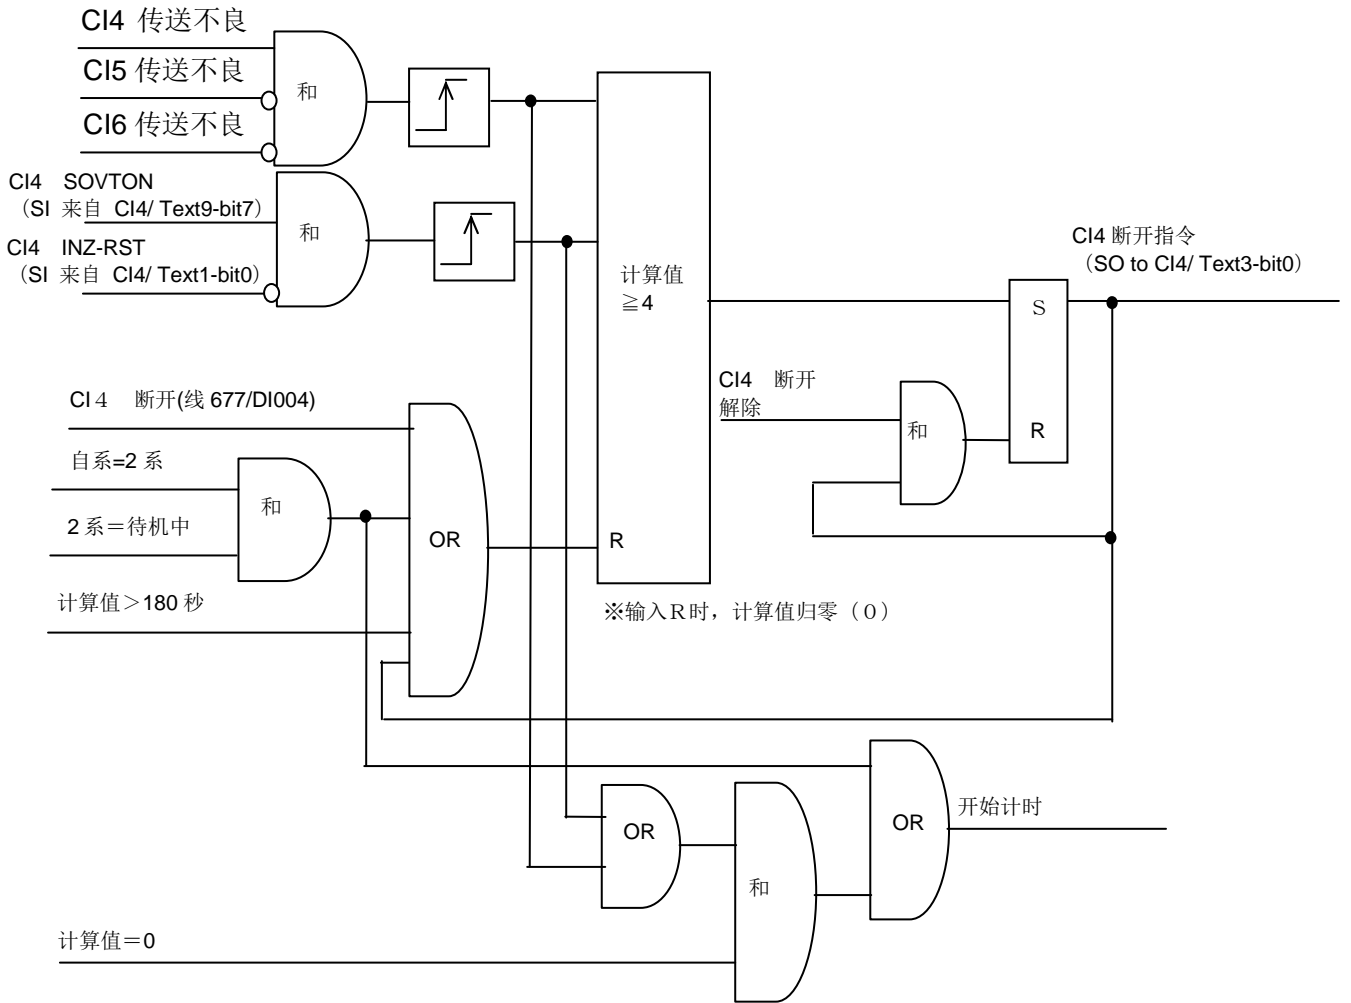 CI4 传送不良
CI5 传送不良
CI6 传送不良
和
CI4 SOVTON
（SI 来自 CI4/ Text9-bit7）
CI4 INZ-RST
（SI 来自 CI4/ Text1-bit0）
和
计算值
≧4
R
※输入Ｒ时，计算值归零（０）
CI4 断开指令
（SO to CI4/ Text3-bit0）
Ｓ
R
CI4 断开
解除
和
CI４ 断开(线 677/DI004)
自系=2 系
2 系＝待机中
和
计算值＞180 秒
OR
OR
和
OR
开始计时
计算值＝0